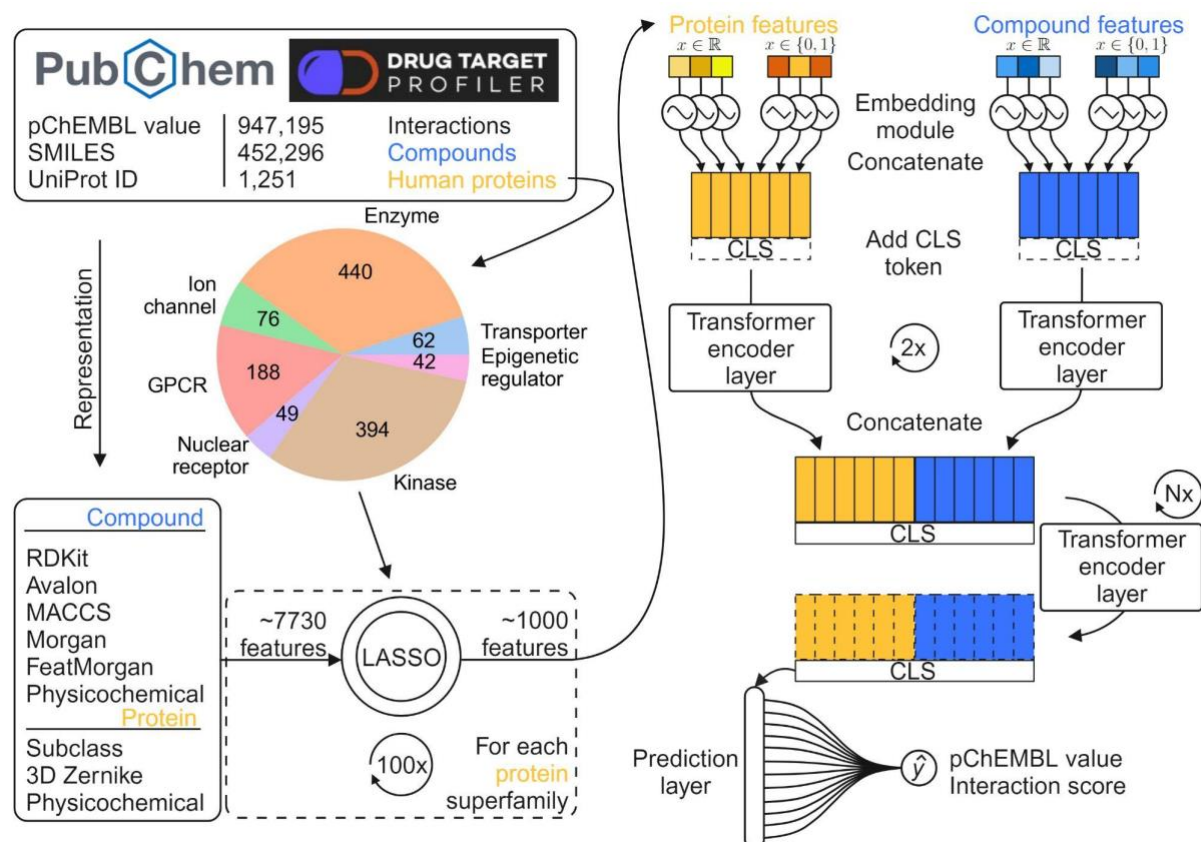 PubChem
DRUG TARGET
PROFILER
pChEMBL value 947,195 Interactions
SMILES 452,296 Compounds
UniProt ID 1,251 Human proteins
Representation
Enzyme
440
Ion
channel
76
Transporter
62
Epigenetic
regulator
42
GPCR
188
Nuclear
receptor
49
Kinase
394
Compound
RDKit
Avalon
MACCS
Morgan
FeatMorgan
Physicochemical
Protein
Subclass
3D Zernike
Physicochemical
~7730
features
LASSO
~1000
features
100x
For each
protein
superfamily
Protein features
x ∈ ℝ x ∈ {0, 1}
Compound features
x ∈ ℝ x ∈ {0, 1}
Embedding
module
Concatenate
CLS
CLS
Add CLS
token
Transformer
encoder
layer
2x
Transformer
encoder
layer
Concatenate
CLS
Nx
Transformer
encoder
layer
CLS
Prediction
layer
ŷ
pChEMBL value
Interaction score